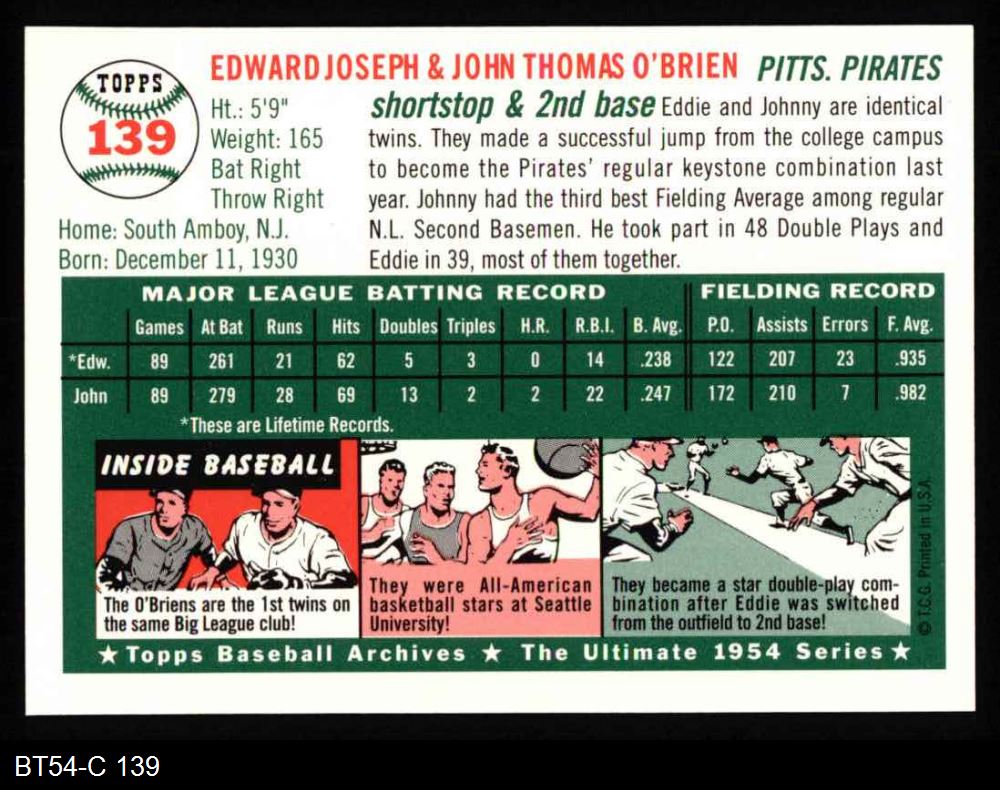 TOPPS
139
EDWARD JOSEPH & JOHN THOMAS O'BRIEN PITTS. PIRATES
Ht.: 5'9"
Weight: 165
Bat Right
Throw Right
Home: South Amboy, N.J.
Born: December 11, 1930
shortstop & 2nd base Eddie and Johnny are identical
twins. They made a successful jump from the college campus
to become the Pirates' regular keystone combination last
year. Johnny had the third best Fielding Average among regular
N.L. Second Basemen. He took part in 48 Double Plays and
Eddie in 39, most of them together.
MAJOR LEAGUE BATTING RECORD FIELDING RECORD
Games At Bat Runs Hits Doubles Triples H.R. R.B.I. B. Avg. P.O. Assists Errors F. Avg.
*Edw. 89 261 21 62 5 3 0 14 .238 122 207 23 .935
John 89 279 28 69 13 2 2 22 .247 172 210 7 .982
*These are Lifetime Records.
INSIDE BASEBALL
The O'Briens are the 1st twins on
the same Big League club!
They were All-American
basketball stars at Seattle
University!
They became a star double-play com-
bination after Eddie was switched
from the outfield to 2nd base!
© T.C.G. Printed in U.S.A.
★ Topps Baseball Archives ★ The Ultimate 1954 Series ★
BT54-C 139